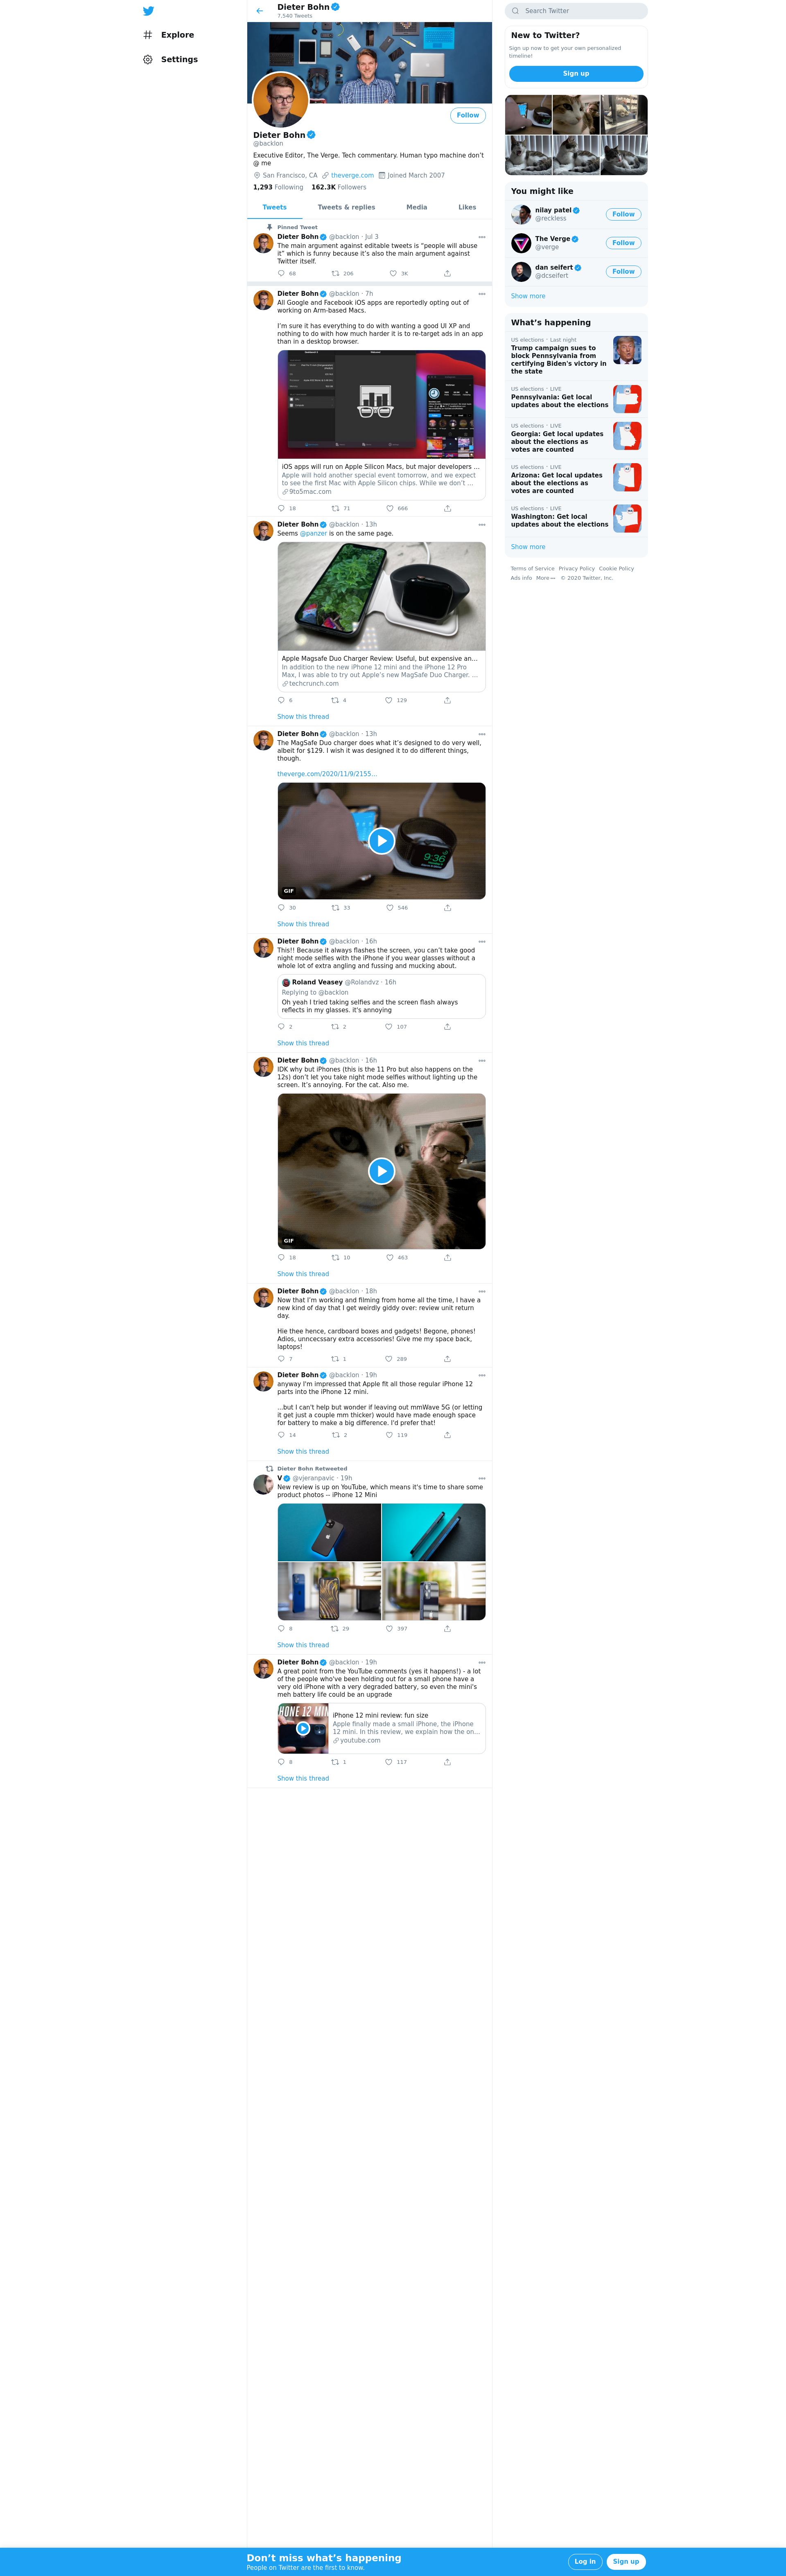 Explore
Settings
Dieter Bohn
7,540 Tweets
Follow
Dieter Bohn
@backlon
Executive Editor, The Verge. Tech commentary. Human typo machine don’t
@ me
San Francisco, CA theverge.com Joined March 2007
1,293 Following 162.3K Followers
Tweets Tweets & replies Media Likes
Pinned Tweet
Dieter Bohn @backlon · Jul 3
The main argument against editable tweets is “people will abuse
it” which is funny because it’s also the main argument against
Twitter itself.
68 206 3K
Dieter Bohn @backlon · 7h
All Google and Facebook iOS apps are reportedly opting out of
working on Arm-based Macs.
I’m sure it has everything to do with wanting a good UI XP and
nothing to do with how much harder it is to re-target ads in an app
than in a desktop browser.
iOS apps will run on Apple Silicon Macs, but major developers ...
Apple will hold another special event tomorrow, and we expect
to see the first Mac with Apple Silicon chips. While we don’t ...
9to5mac.com
18 71 666
Dieter Bohn @backlon · 13h
Seems @panzer is on the same page.
Apple Magsafe Duo Charger Review: Useful, but expensive an...
In addition to the new iPhone 12 mini and the iPhone 12 Pro
Max, I was able to try out Apple’s new MagSafe Duo Charger. ...
techcrunch.com
6 4 129
Show this thread
Dieter Bohn @backlon · 13h
The MagSafe Duo charger does what it’s designed to do very well,
albeit for $129. I wish it was designed it to do different things,
though.
theverge.com/2020/11/9/2155...
9:36
GIF
30 33 546
Show this thread
Dieter Bohn @backlon · 16h
This!! Because it always flashes the screen, you can’t take good
night mode selfies with the iPhone if you wear glasses without a
whole lot of extra angling and fussing and mucking about.
Roland Veasey @Rolandvz · 16h
Replying to @backlon
Oh yeah I tried taking selfies and the screen flash always
reflects in my glasses. it's annoying
2 2 107
Show this thread
Dieter Bohn @backlon · 16h
IDK why but iPhones (this is the 11 Pro but also happens on the
12s) don’t let you take night mode selfies without lighting up the
screen. It’s annoying. For the cat. Also me.
GIF
18 10 463
Show this thread
Dieter Bohn @backlon · 18h
Now that I’m working and filming from home all the time, I have a
new kind of day that I get weirdly giddy over: review unit return
day.
Hie thee hence, cardboard boxes and gadgets! Begone, phones!
Adios, unncecssary extra accessories! Give me my space back,
laptops!
7 1 289
Dieter Bohn @backlon · 19h
anyway I'm impressed that Apple fit all those regular iPhone 12
parts into the iPhone 12 mini.
...but I can't help but wonder if leaving out mmWave 5G (or letting
it get just a couple mm thicker) would have made enough space
for battery to make a big difference. I'd prefer that!
14 2 119
Show this thread
Dieter Bohn Retweeted
V @vjeranpavic · 19h
New review is up on YouTube, which means it's time to share some
product photos -- iPhone 12 Mini
8 29 397
Show this thread
Dieter Bohn @backlon · 19h
A great point from the YouTube comments (yes it happens!) - a lot
of the people who've been holding out for a small phone have a
very old iPhone with a very degraded battery, so even the mini's
meh battery life could be an upgrade
HONE 12 MIN
iPhone 12 mini review: fun size
Apple finally made a small iPhone, the iPhone
12 mini. In this review, we explain how the on...
youtube.com
8 1 117
Show this thread
Search Twitter
New to Twitter?
Sign up now to get your own personalized
timeline!
Sign up
You might like
nilay patel
@reckless
Follow
The Verge
@verge
Follow
dan seifert
@dcseifert
Follow
Show more
What’s happening
US elections · Last night
Trump campaign sues to
block Pennsylvania from
certifying Biden's victory in
the state
US elections · LIVE
Pennsylvania: Get local
updates about the elections
US elections · LIVE
Georgia: Get local updates
about the elections as
votes are counted
US elections · LIVE
Arizona: Get local updates
about the elections as
votes are counted
US elections · LIVE
Washington: Get local
updates about the elections
Show more
Terms of Service Privacy Policy Cookie Policy
Ads info More © 2020 Twitter, Inc.
Don’t miss what’s happening
People on Twitter are the first to know.
Log in Sign up